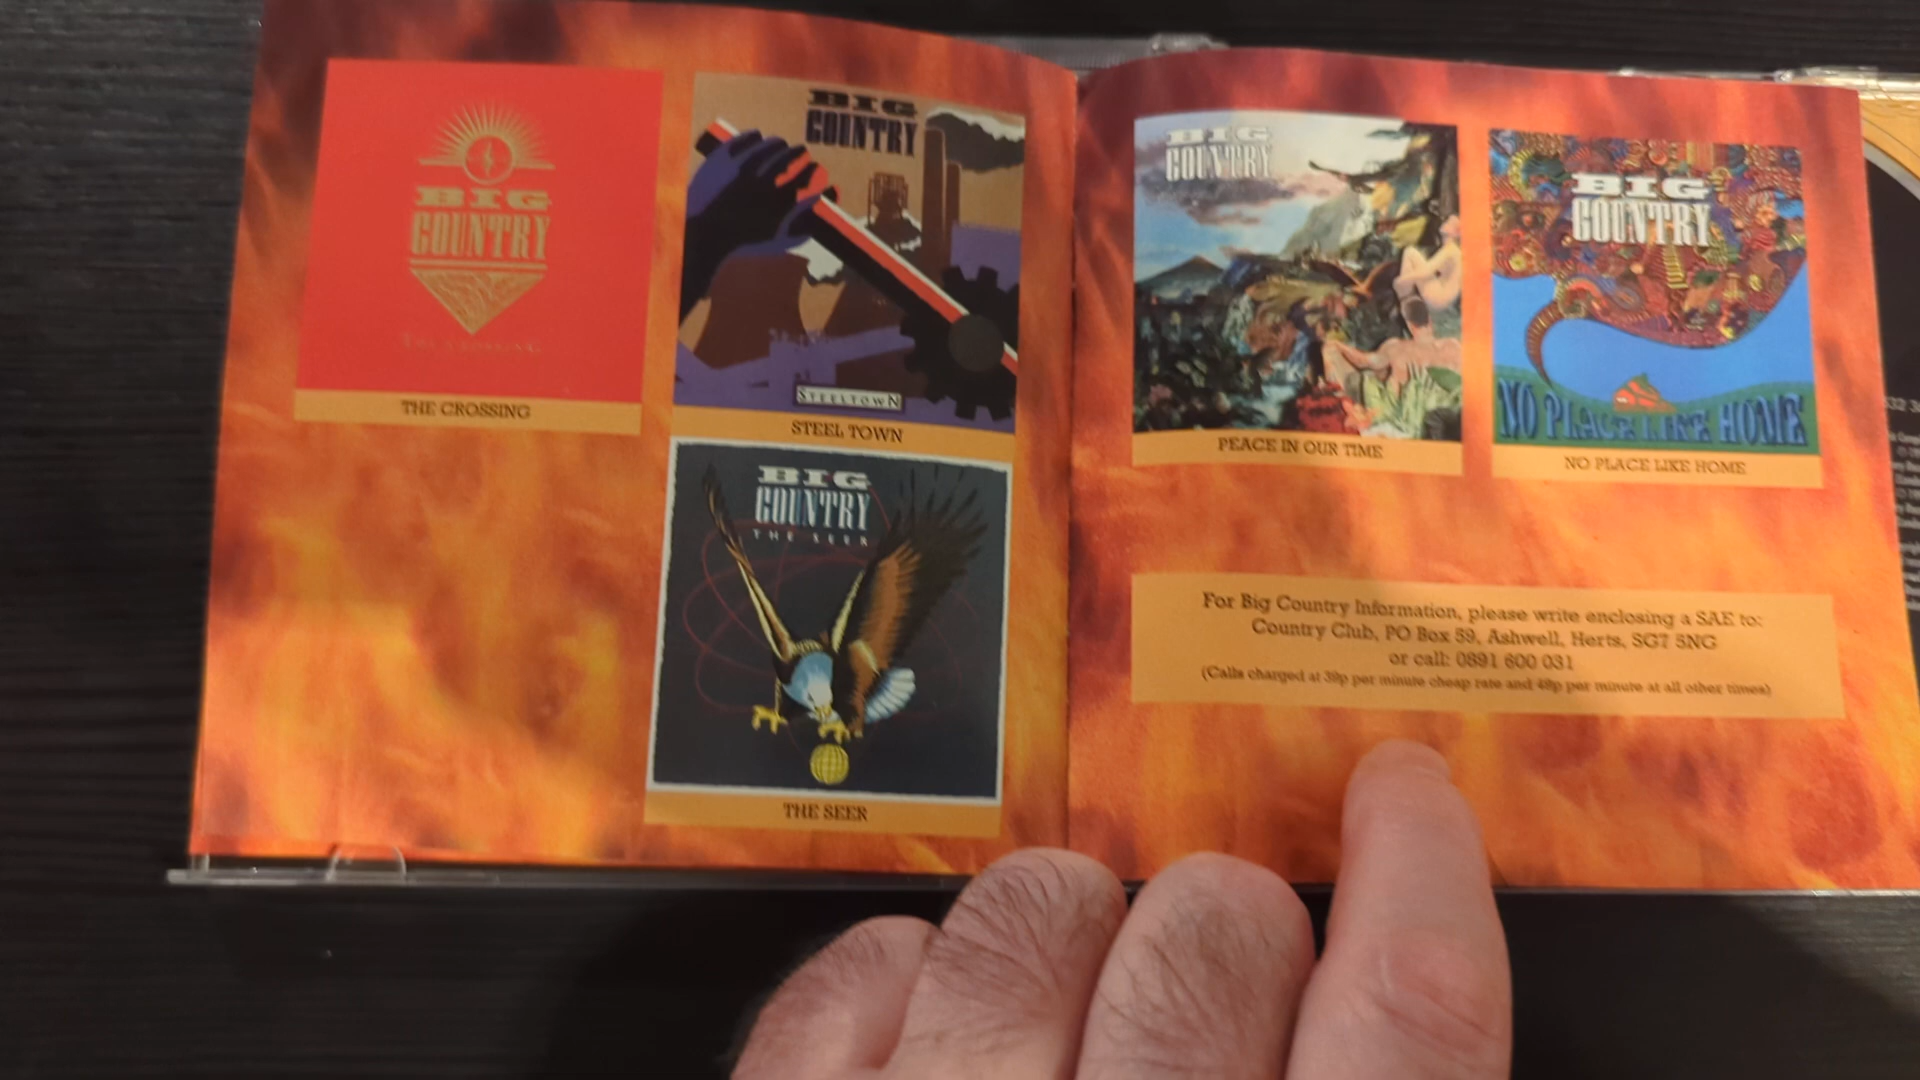 BIG
COUNTRY
THE CROSSING
THE CROSSING
BIG
COUNTRY
STEELTOWN
STEEL TOWN
BIG
COUNTRY
THE SEER
THE SEER
BIG
COUNTRY
PEACE IN OUR TIME
BIG
COUNTRY
NO PLACE LIKE HOME
NO PLACE LIKE HOME
For Big Country Information, please write enclosing a SAE to:
Country Club, PO Box 59, Ashwell, Herts, SG7 5NG
or call: 0891 600 031
(Calls charged at 39p per minute cheap rate and 48p per minute at all other times)